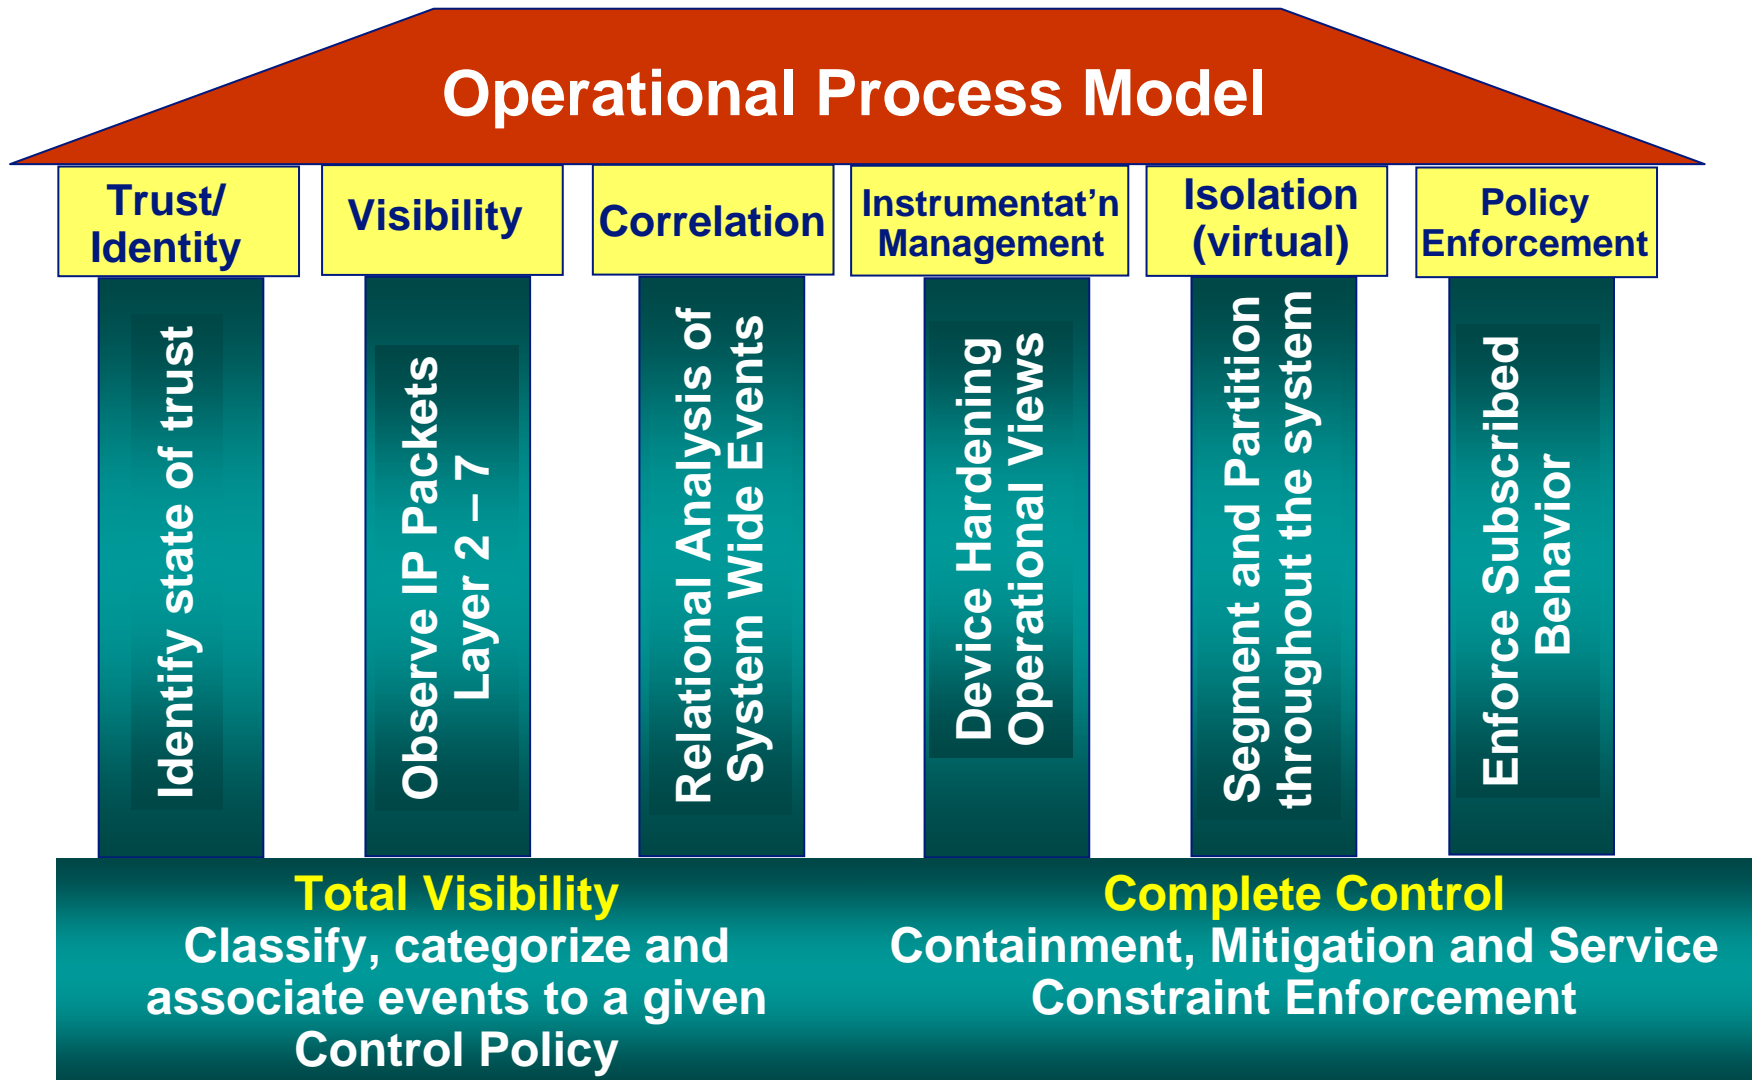 Operational Process Model
Trust/
Identity
Visibility
Correlation
Instrumentat’n
Management
Isolation
(virtual)
Policy
Enforcement
Identify state of trust
Observe IP Packets
Layer 2 – 7
Relational Analysis of
System Wide Events
Device Hardening
Operational Views
Segment and Partition
throughout the system
Enforce Subscribed
Behavior
Total Visibility
Classify, categorize and
associate events to a given
Control Policy
Complete Control
Containment, Mitigation and Service
Constraint Enforcement